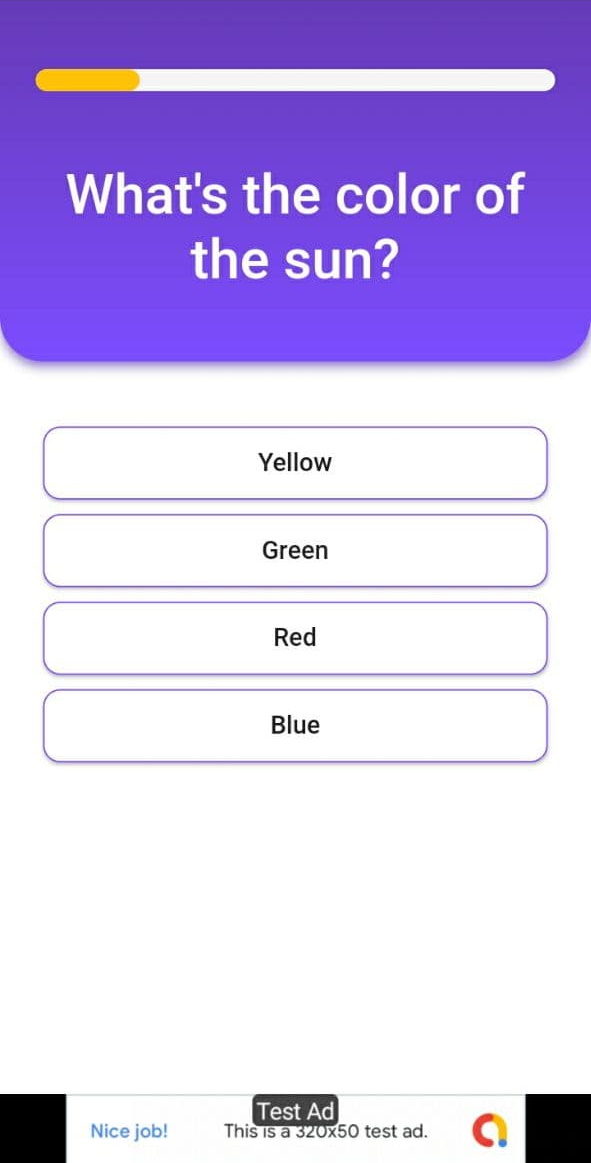 What's the color of
the sun?
Yellow
Green
Red
Blue
Test Ad
Nice job!
This is a 320x50 test ad.